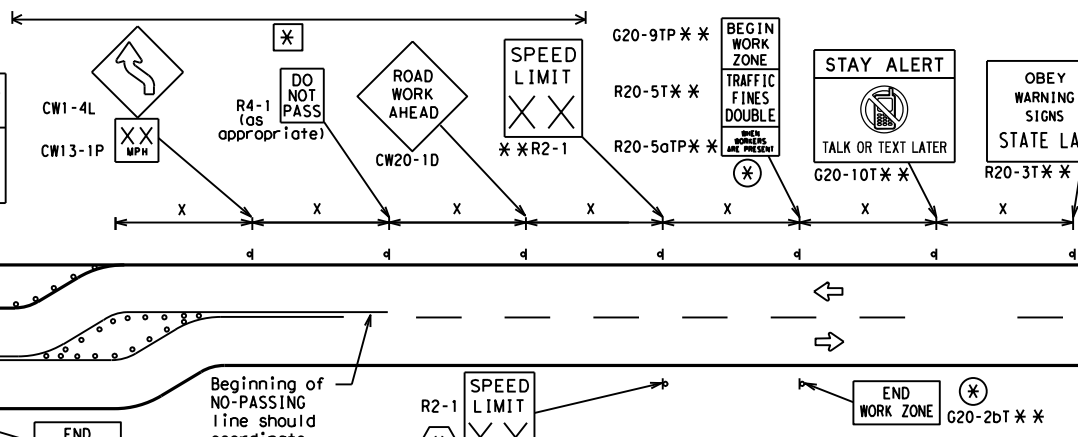 *
CW1-4L
XX
MPH
CW13-1P
R4-1
(as
appropriate)
DO
NOT
PASS
ROAD
WORK
AHEAD
CW20-1D
SPEED
LIMIT
X X
* *R2-1
G20-9TP * *
R20-5T * *
R20-5aTP * *
BEGIN
WORK
ZONE
TRAFFIC
FINES
DOUBLE
WHEN
WORKERS
ARE PRESENT
*
STAY ALERT
TALK OR TEXT LATER
G20-10T * *
OBEY
WARNING
SIGNS
STATE LA
R20-3T * *
X X X X X X X
Beginning of
NO-PASSING
line should
coordinate
R2-1
SPEED
LIMIT
X X
END
WORK ZONE
*
G20-2bT * *
END